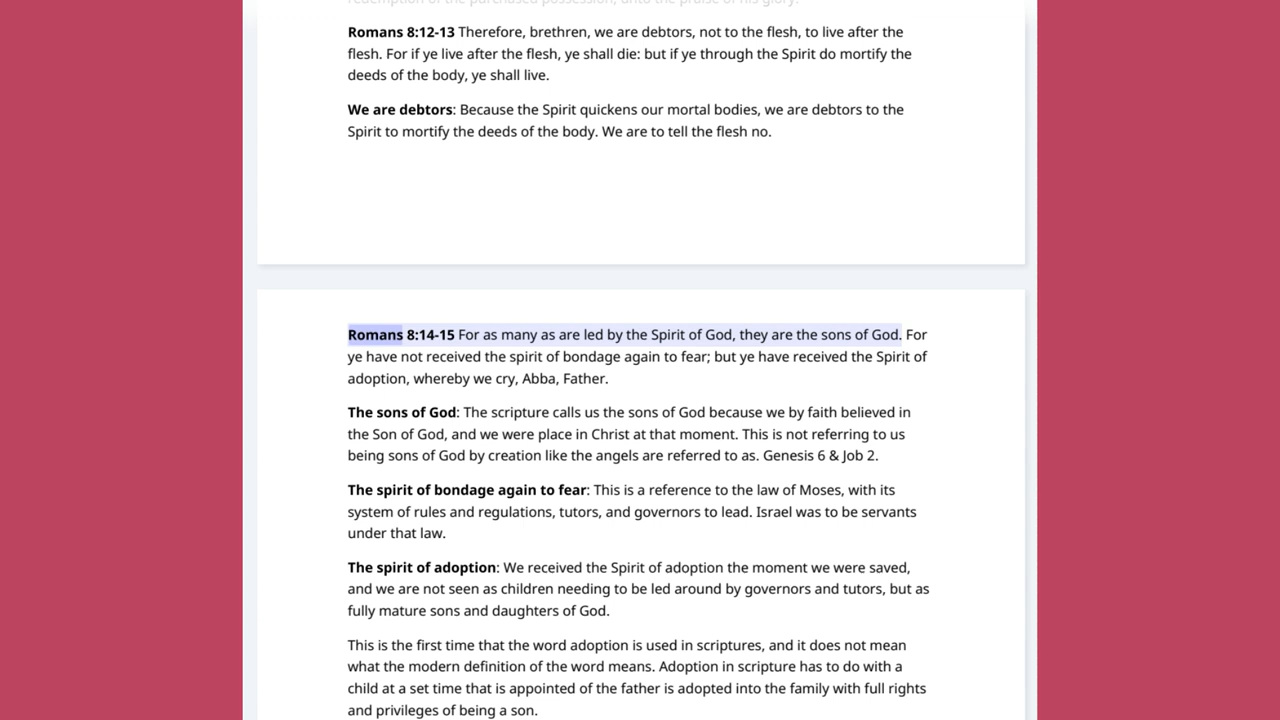 redemption of the purchased possession, unto the praise of his glory.
Romans 8:12-13 Therefore, brethren, we are debtors, not to the flesh, to live after the
flesh. For if ye live after the flesh, ye shall die: but if ye through the Spirit do mortify the
deeds of the body, ye shall live.
We are debtors: Because the Spirit quickens our mortal bodies, we are debtors to the
Spirit to mortify the deeds of the body. We are to tell the flesh no.
Romans 8:14-15 For as many as are led by the Spirit of God, they are the sons of God. For
ye have not received the spirit of bondage again to fear; but ye have received the Spirit of
adoption, whereby we cry, Abba, Father.
The sons of God: The scripture calls us the sons of God because we by faith believed in
the Son of God, and we were place in Christ at that moment. This is not referring to us
being sons of God by creation like the angels are referred to as. Genesis 6 & Job 2.
The spirit of bondage again to fear: This is a reference to the law of Moses, with its
system of rules and regulations, tutors, and governors to lead. Israel was to be servants
under that law.
The spirit of adoption: We received the Spirit of adoption the moment we were saved,
and we are not seen as children needing to be led around by governors and tutors, but as
fully mature sons and daughters of God.
This is the first time that the word adoption is used in scriptures, and it does not mean
what the modern definition of the word means. Adoption in scripture has to do with a
child at a set time that is appointed of the father is adopted into the family with full rights
and privileges of being a son.